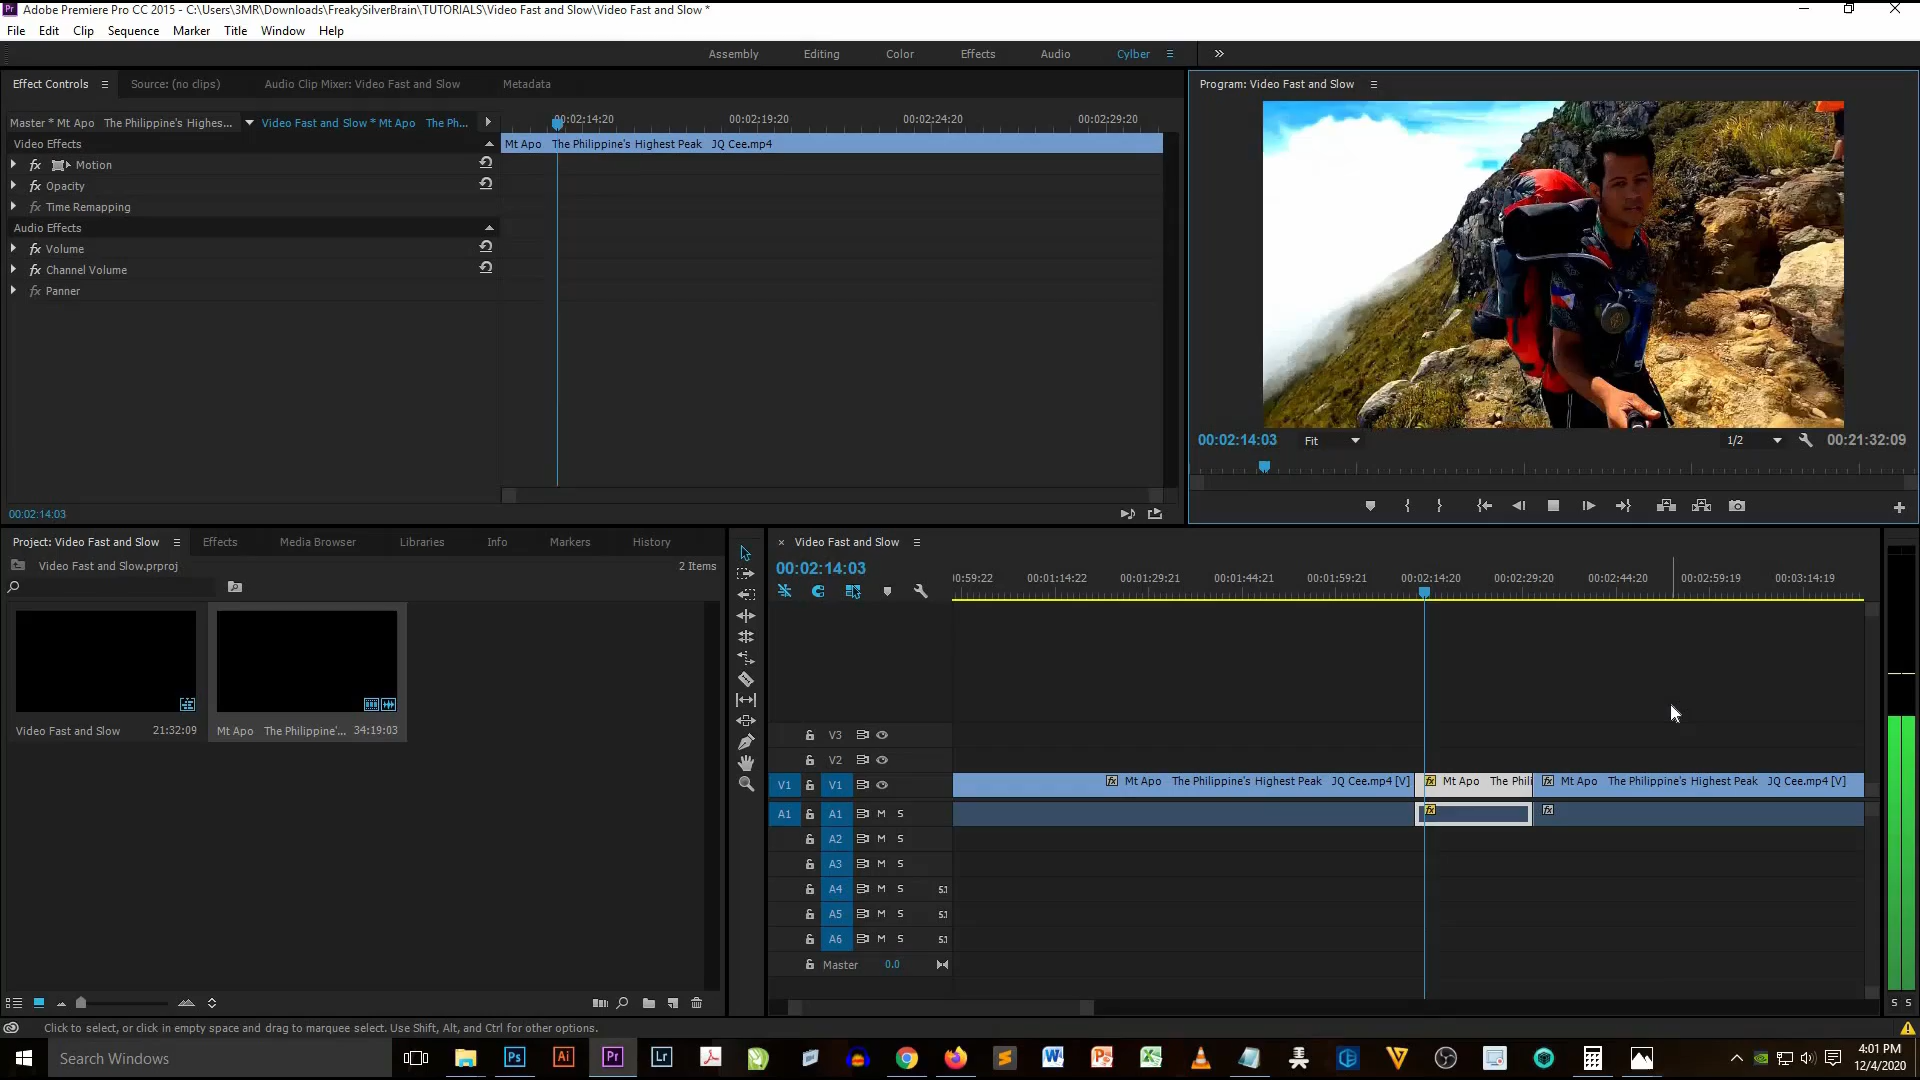 Adobe Premiere Pro CC 2015 - C:\Users\3MR\Downloads\FreakySilverBrain\TUTORIALS\Video Fast and Slow\Video Fast and Slow *
File Edit Clip Sequence Marker Title Window Help
Assembly Editing Color Effects Audio Cylber
Effect Controls Source: (no clips) Audio Clip Mixer: Video Fast and Slow Metadata
Program: Video Fast and Slow
Master * Mt Apo The Philippine's Highes... Video Fast and Slow * Mt Apo The Ph...
00:02:14:20 00:02:19:20 00:02:24:20 00:02:29:20
Video Effects
Mt Apo The Philippine's Highest Peak JQ Cee.mp4
fx Motion
fx Opacity
fx Time Remapping
Audio Effects
fx Volume
fx Channel Volume
fx Panner
00:02:14:03 Fit 1/2 00:21:32:09
00:02:14:03
Project: Video Fast and Slow Effects Media Browser Libraries Info Markers History
Video Fast and Slow.prproj 2 Items
Video Fast and Slow 21:32:09
Mt Apo The Philippine'... 34:19:03
× Video Fast and Slow
00:02:14:03
:00:59:22 00:01:14:22 00:01:29:21 00:01:44:21 00:01:59:21 00:02:14:20 00:02:29:20 00:02:44:20 00:02:59:19 00:03:14:19
V3
V2
V1 V1 fx Mt Apo The Philippine's Highest Peak JQ Cee.mp4 [V] fx Mt Apo The Phili fx Mt Apo The Philippine's Highest Peak JQ Cee.mp4 [V]
A1 A1 M S fx fx
A2 M S
A3 M S
A4 M S 5.1
A5 M S 5.1
A6 M S 5.1
Master 0.0
S S
Click to select, or click in empty space and drag to marquee select. Use Shift, Alt, and Ctrl for other options.
Search Windows
Ps Ai Pr Lr
4:01 PM
12/4/2020